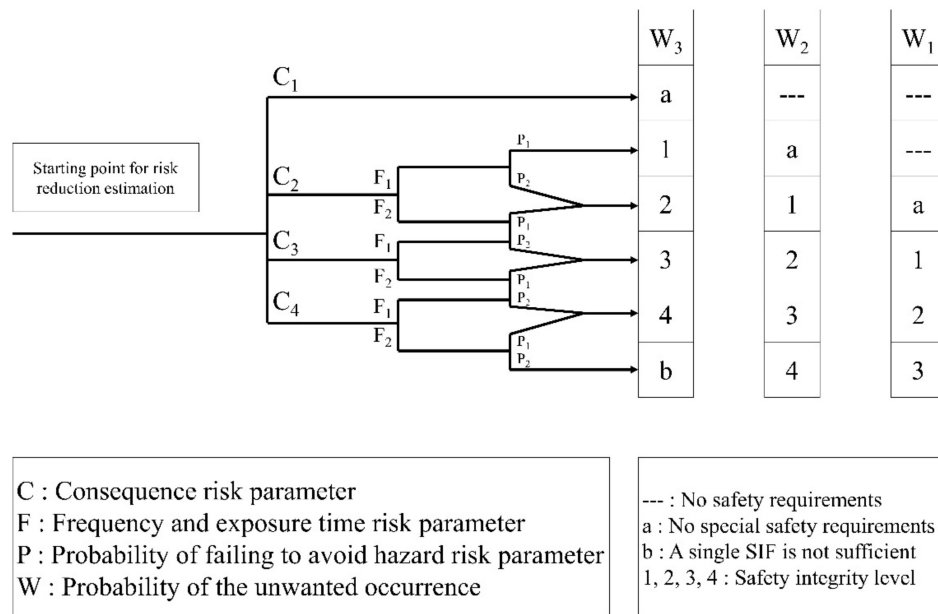 W₃ W₂ W₁
C₁
a --- ---
P₁
1 a ---
Starting point for risk
reduction estimation
C₂ F₁ P₂
F₂
2 1 a
P₁
C₃ F₁ P₂
3 2 1
F₂ P₁
C₄ F₁ P₂
4 3 2
F₂ P₁
P₂
b 4 3
C : Consequence risk parameter
F : Frequency and exposure time risk parameter
P : Probability of failing to avoid hazard risk parameter
W : Probability of the unwanted occurrence
--- : No safety requirements
a : No special safety requirements
b : A single SIF is not sufficient
1, 2, 3, 4 : Safety integrity level